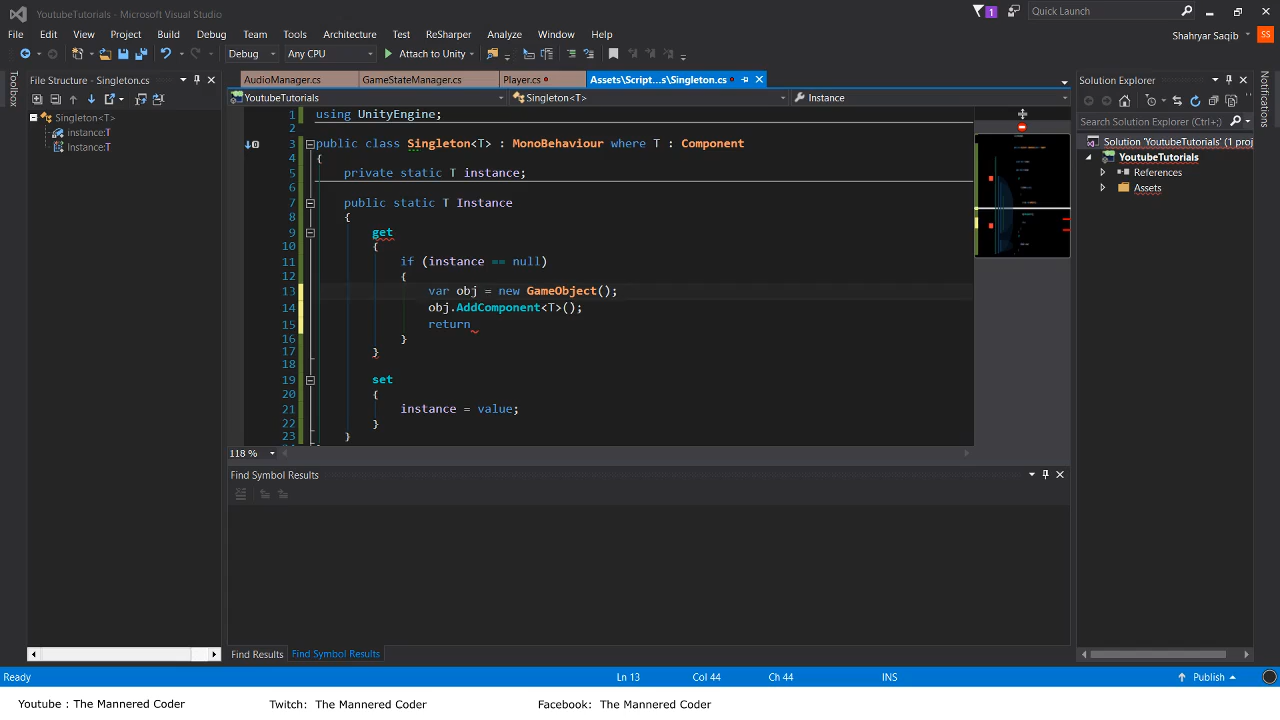 YoutubeTutorials - Microsoft Visual Studio
1
Quick Launch
File Edit View Project Build Debug Team Tools Architecture Test ReSharper Analyze Window Help
Shahryar Saqib
SS
Debug Any CPU Attach to Unity
Toolbox
File Structure - Singleton.cs
AudioManager.cs GameStateManager.cs Player.cs Assets\Script...s\Singleton.cs
Solution Explorer
Notifications
YoutubeTutorials Singleton<T> Instance
Singleton<T>
instance:T
Instance:T
1 using UnityEngine;
2
3 public class Singleton<T> : MonoBehaviour where T : Component
4 {
5 private static T instance;
6
7 public static T Instance
8 {
9 get
10 {
11 if (instance == null)
12 {
13 var obj = new GameObject();
14 obj.AddComponent<T>();
15 return
16 }
17 }
18
19 set
20 {
21 instance = value;
22 }
23 }
Search Solution Explorer (Ctrl+;)
Solution 'YoutubeTutorials' (1 proj
YoutubeTutorials
References
Assets
118 %
Find Symbol Results
Find Results Find Symbol Results
Ready Ln 13 Col 44 Ch 44 INS Publish
Youtube : The Mannered Coder Twitch: The Mannered Coder Facebook: The Mannered Coder